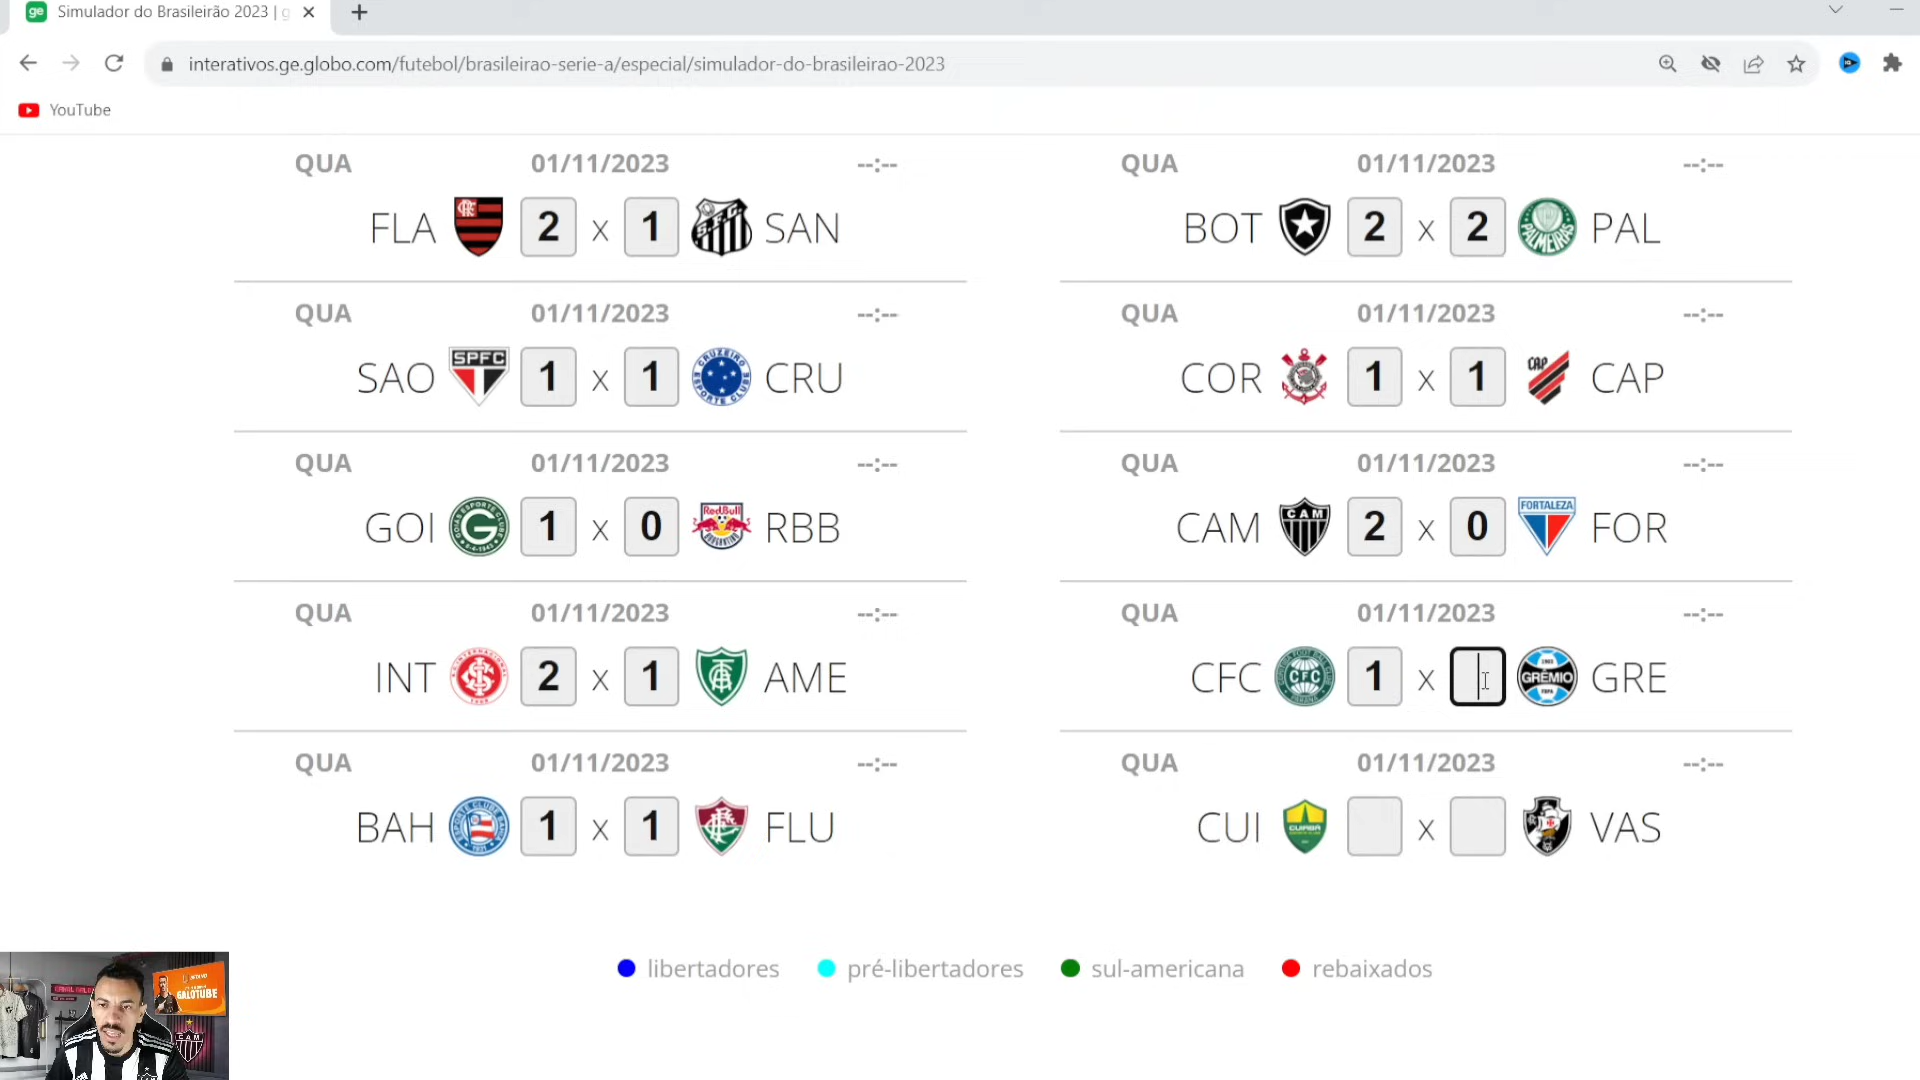 Simulador do Brasileirão 2023 | g
interativos.ge.globo.com/futebol/brasileirao-serie-a/especial/simulador-do-brasileirao-2023
YouTube
QUA 01/11/2023 --:--
FLA 2 x 1 SAN
QUA 01/11/2023 --:--
BOT 2 x 2 PAL
QUA 01/11/2023 --:--
SAO 1 x 1 CRU
QUA 01/11/2023 --:--
COR 1 x 1 CAP
QUA 01/11/2023 --:--
GOI 1 x 0 RBB
QUA 01/11/2023 --:--
CAM 2 x 0 FOR
QUA 01/11/2023 --:--
INT 2 x 1 AME
QUA 01/11/2023 --:--
CFC 1 x GRE
QUA 01/11/2023 --:--
BAH 1 x 1 FLU
QUA 01/11/2023 --:--
CUI x VAS
libertadores
pré-libertadores
sul-americana
rebaixados
GALOTUBE